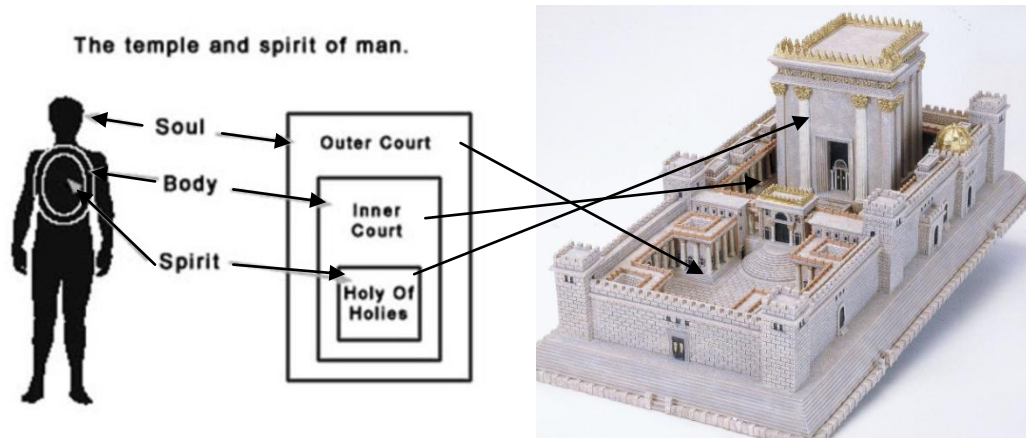 The temple and spirit of man.
Soul
Outer Court
Body
Inner
Court
Spirit
Holy Of
Holies